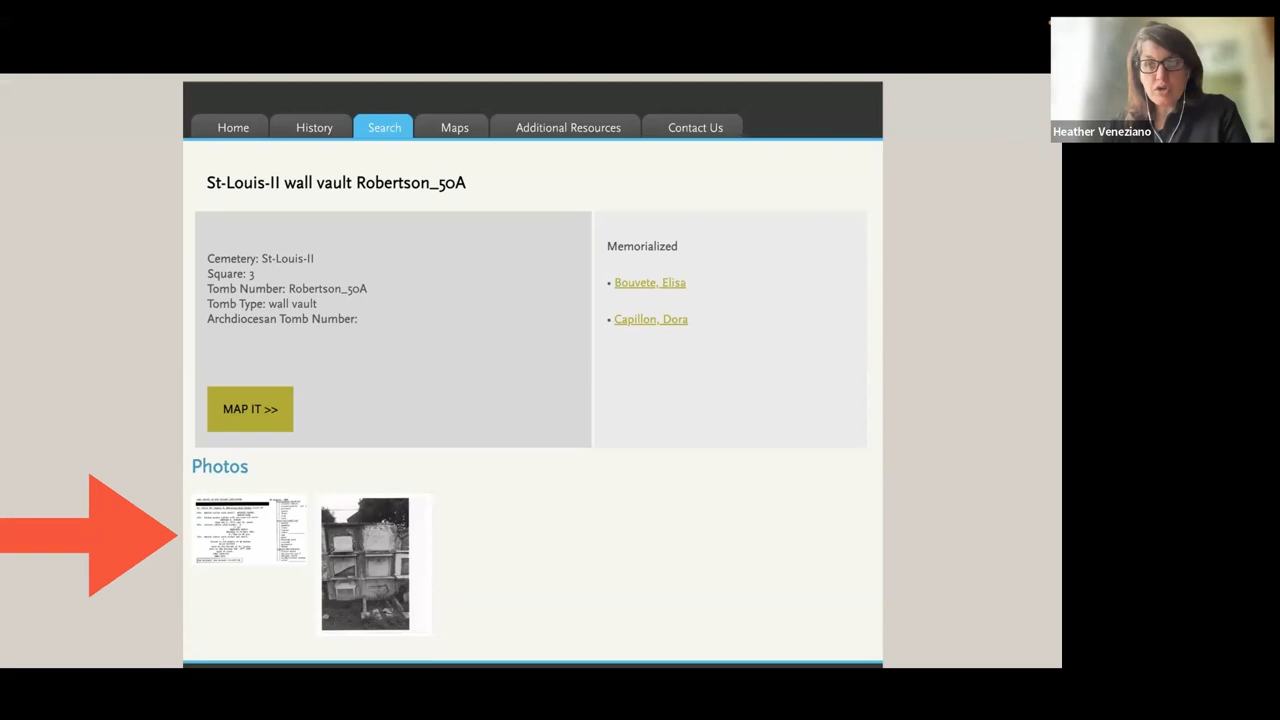 Home History Search Maps Additional Resources Contact Us
St-Louis-II wall vault Robertson_50A
Cemetery: St-Louis-II
Square: 3
Tomb Number: Robertson_50A
Tomb Type: wall vault
Archdiocesan Tomb Number:
MAP IT >>
Memorialized
• Bouvete, Elisa
• Capillon, Dora
Photos
Heather Veneziano